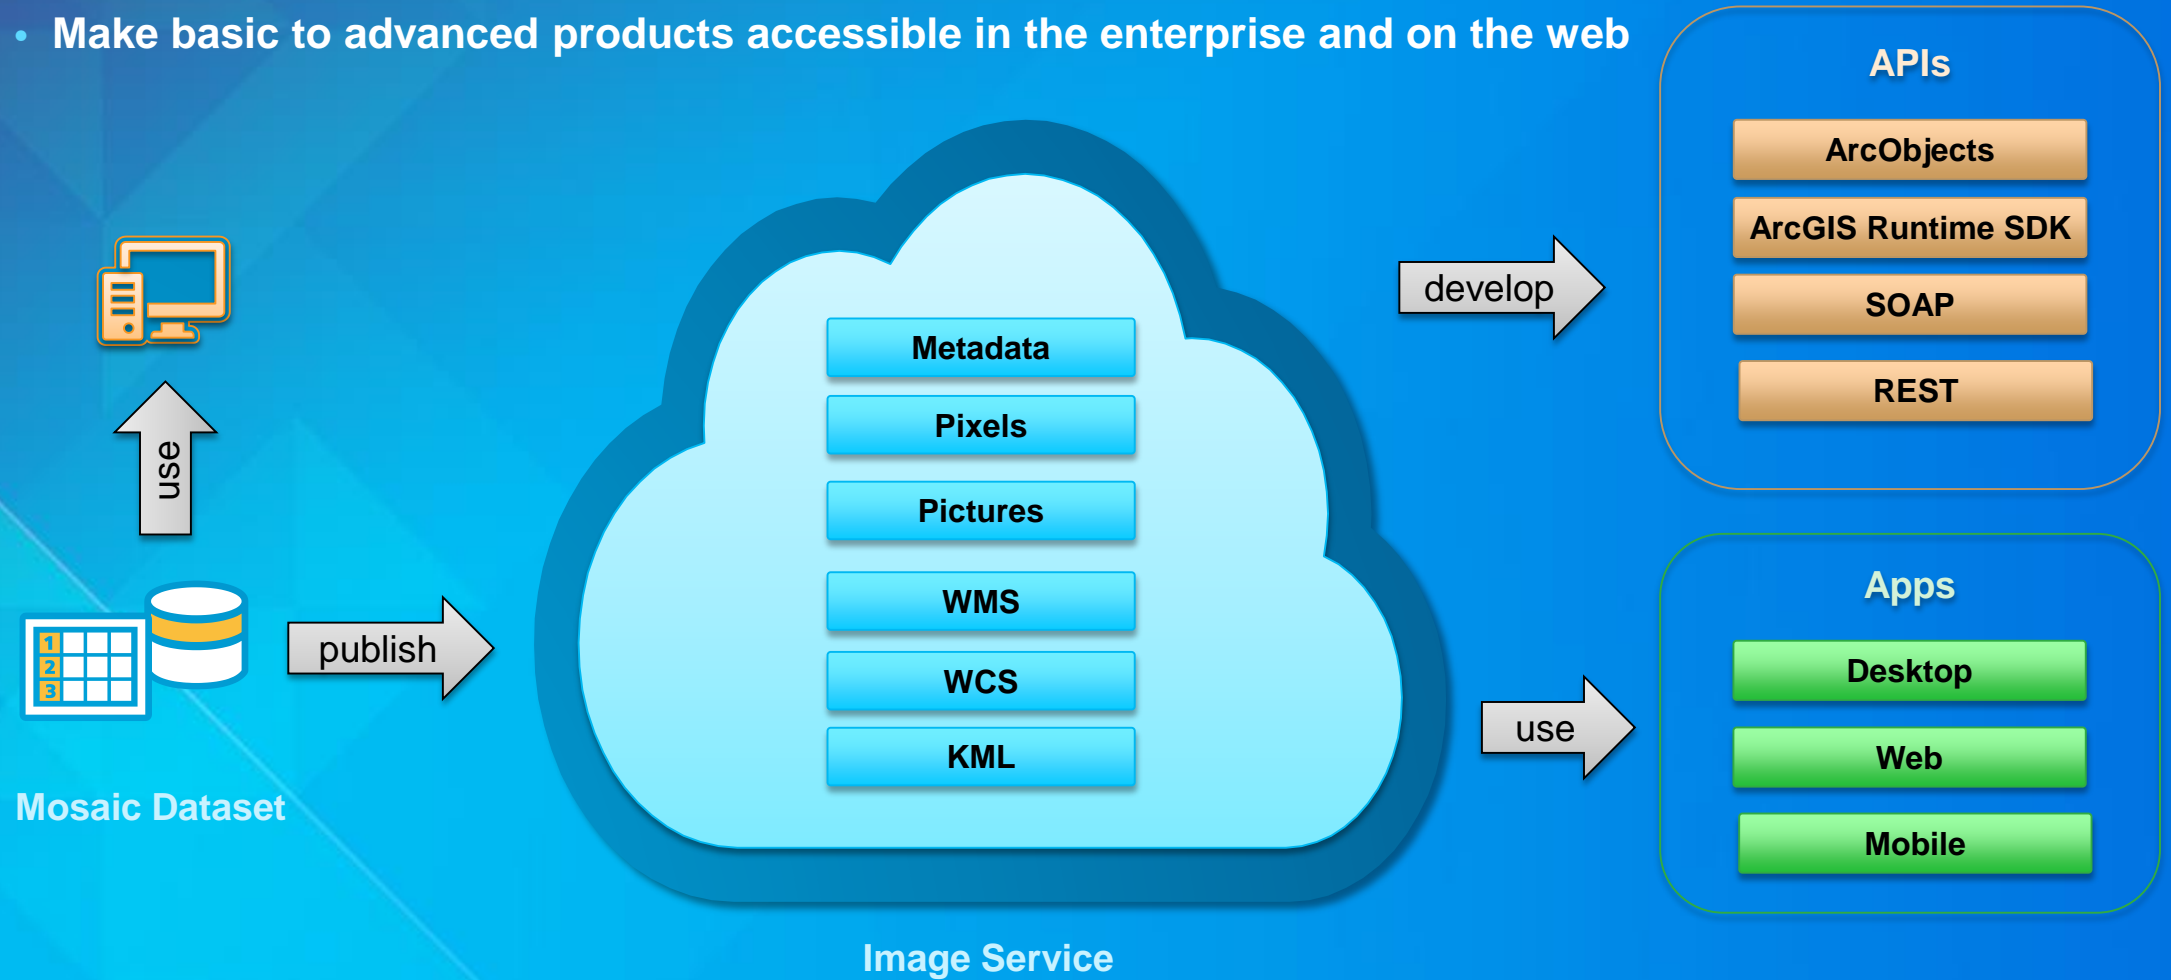 • Make basic to advanced products accessible in the enterprise and on the web
use
1
2
3
Mosaic Dataset
publish
Metadata
Pixels
Pictures
WMS
WCS
KML
Image Service
develop
APIs
ArcObjects
ArcGIS Runtime SDK
SOAP
REST
use
Apps
Desktop
Web
Mobile